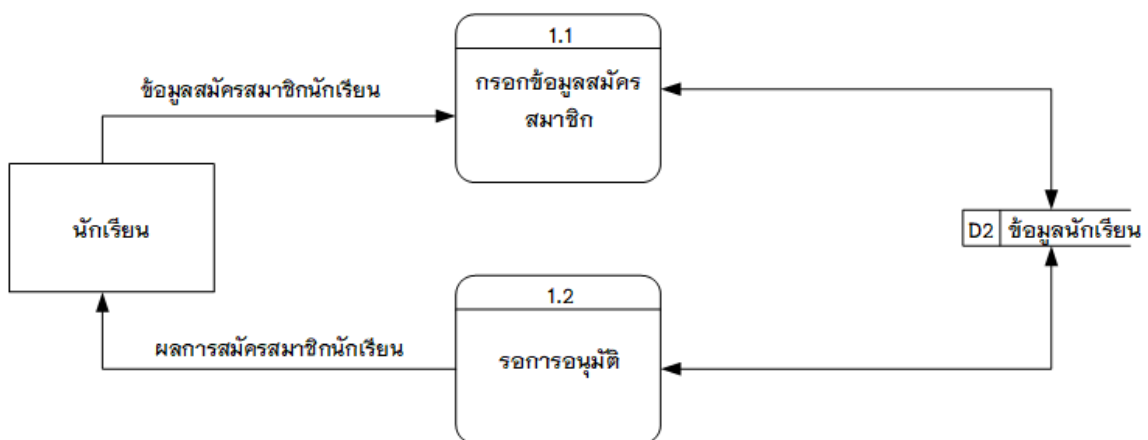 1.1
กรอกข้อมูลสมัคร
สมาชิก
ข้อมูลสมัครสมาชิกนักเรียน
นักเรียน
D2 ข้อมูลนักเรียน
1.2
รอการอนุมัติ
ผลการสมัครสมาชิกนักเรียน